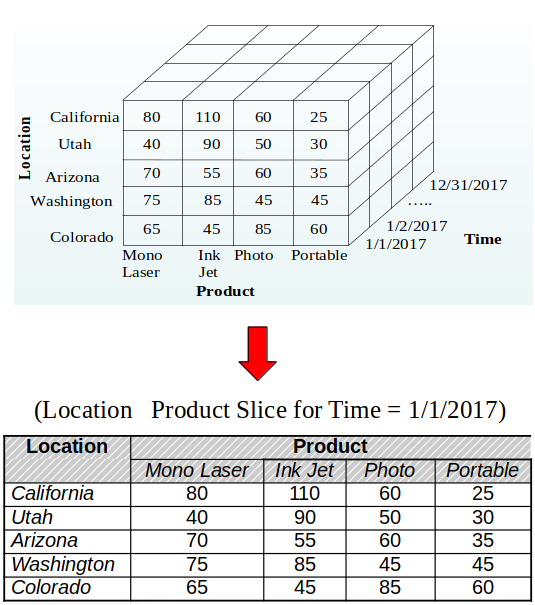 California 80 110 60 25
Utah 40 90 50 30
Arizona 70 55 60 35
Washington 75 85 45 45
Colorado 65 45 85 60
Location
12/31/2017
.....
1/2/2017
1/1/2017
Time
Mono Laser
Ink Jet
Photo
Portable
Product
(Location Product Slice for Time = 1/1/2017)
Location Product
Mono Laser Ink Jet Photo Portable
California 80 110 60 25
Utah 40 90 50 30
Arizona 70 55 60 35
Washington 75 85 45 45
Colorado 65 45 85 60